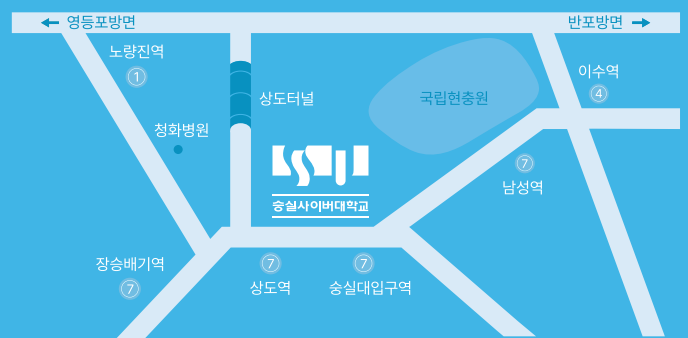 영등포방면
반포방면
노량진역
1
이수역
4
상도터널
국립현충원
청화병원
7
남성역
ssu
숭실사이버대학교
장승배기역
7
7
상도역
7
숭실대입구역